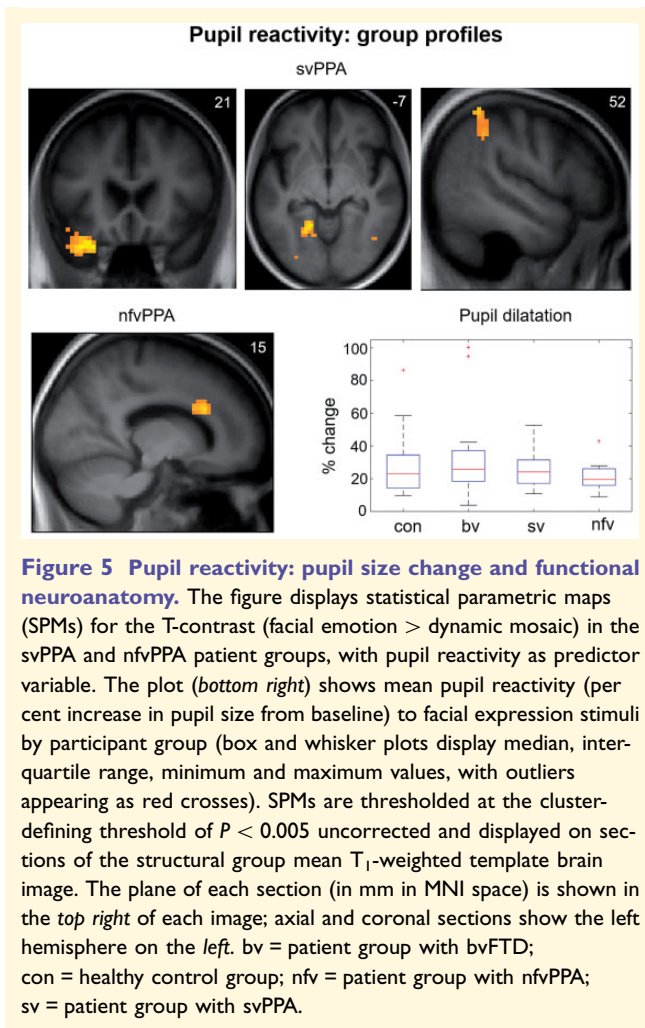 Pupil reactivity: group profiles
svPPA
21
-7
52
nfvPPA
15
Pupil dilatation
% change
100
80
60
40
20
0
con bv sv nfv
Figure 5 Pupil reactivity: pupil size change and functional
neuroanatomy. The figure displays statistical parametric maps
(SPMs) for the T-contrast (facial emotion > dynamic mosaic) in the
svPPA and nfvPPA patient groups, with pupil reactivity as predictor
variable. The plot (bottom right) shows mean pupil reactivity (per
cent increase in pupil size from baseline) to facial expression stimuli
by participant group (box and whisker plots display median, inter-
quartile range, minimum and maximum values, with outliers
appearing as red crosses). SPMs are thresholded at the cluster-
defining threshold of P < 0.005 uncorrected and displayed on sec-
tions of the structural group mean T₁-weighted template brain
image. The plane of each section (in mm in MNI space) is shown in
the top right of each image; axial and coronal sections show the left
hemisphere on the left. bv = patient group with bvFTD;
con = healthy control group; nfv = patient group with nfvPPA;
sv = patient group with svPPA.